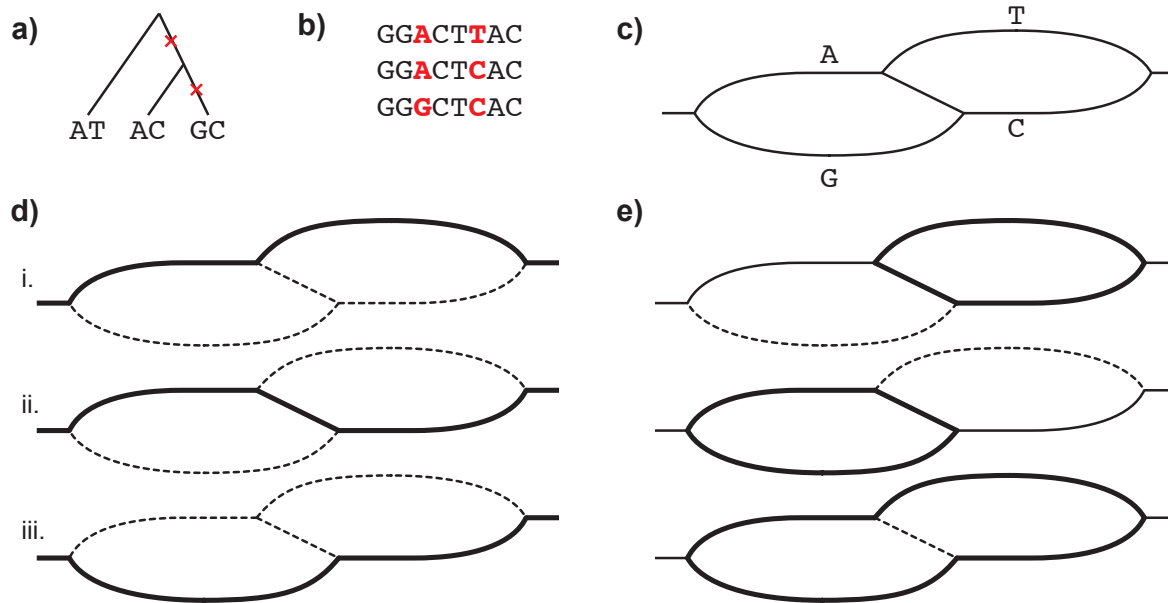 a)
AT AC GC
b)
GGACTTAC
GGACTCAC
GGGCTCAC
c)
T
A
C
G
d)
e)
i.
ii.
iii.